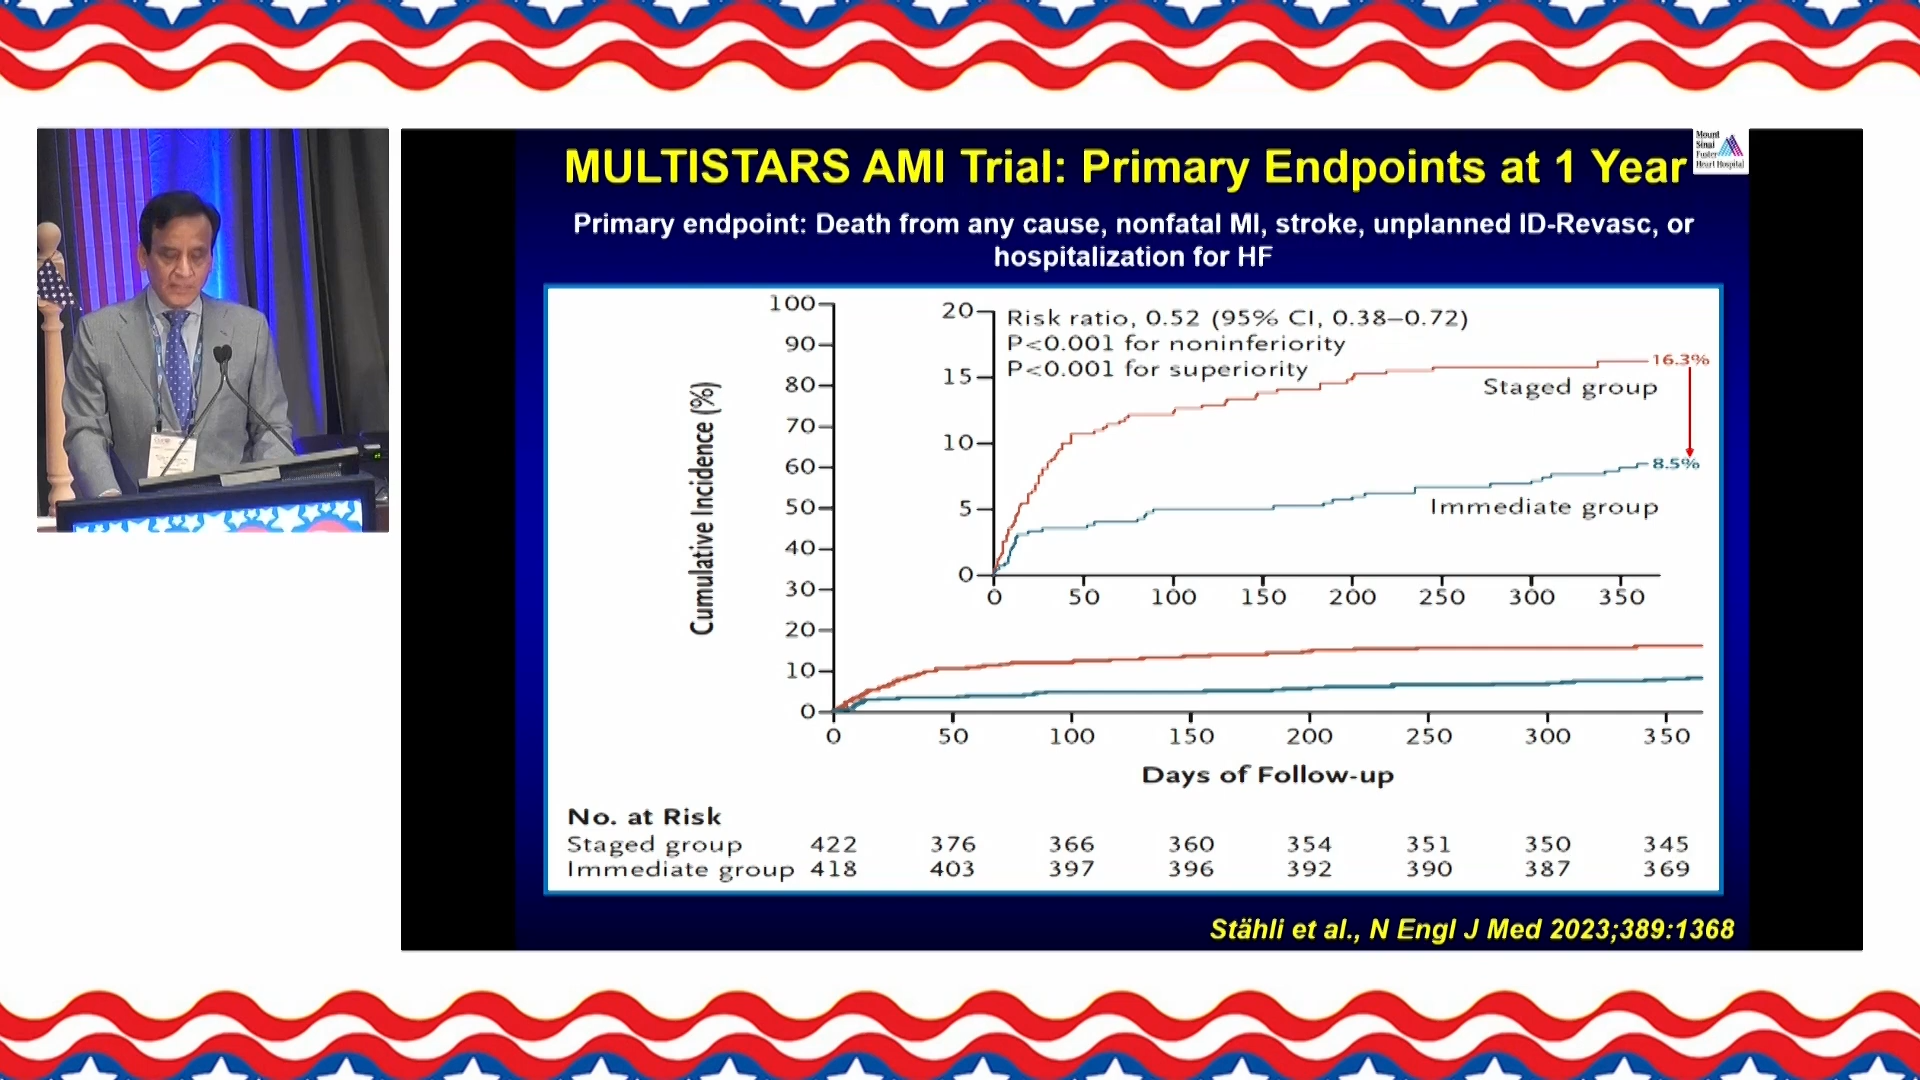 MULTISTARS AMI Trial: Primary Endpoints at 1 Year
Mount
Sinai
Fuster
Heart Hospital
Primary endpoint: Death from any cause, nonfatal MI, stroke, unplanned ID-Revasc, or
hospitalization for HF
Cumulative Incidence (%)
100
90
80
70
60
50
40
30
20
10
0
0 50 100 150 200 250 300 350
20
15
10
5
0
0 50 100 150 200 250 300 350
Risk ratio, 0.52 (95% CI, 0.38–0.72)
P<0.001 for noninferiority
P<0.001 for superiority
16.3%
Staged group
8.5%
Immediate group
Days of Follow-up
No. at Risk
Staged group 422 376 366 360 354 351 350 345
Immediate group 418 403 397 396 392 390 387 369
Stähli et al., N Engl J Med 2023;389:1368